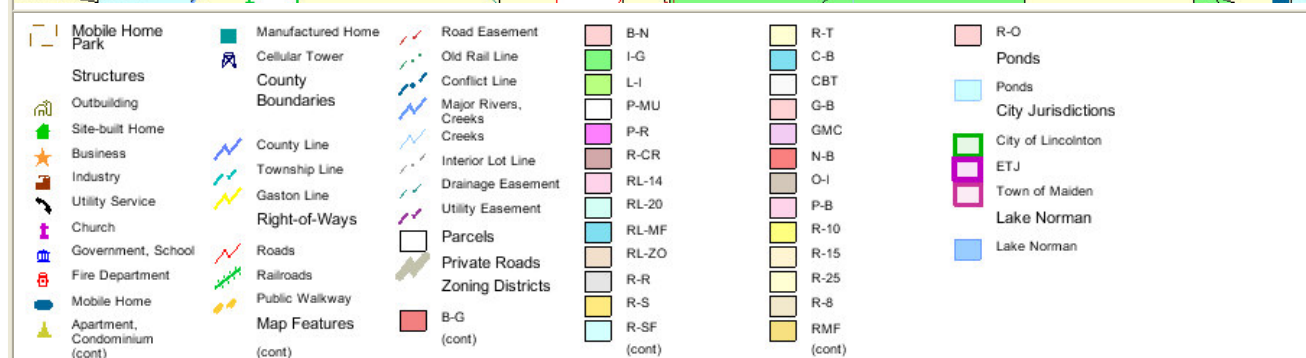 Mobile Home
Park
Structures
Outbuilding
Site-built Home
Business
Industry
Utility Service
Church
Government, School
Fire Department
Mobile Home
Apartment,
Condominium
(cont)
Manufactured Home
Cellular Tower
County
Boundaries
County Line
Township Line
Gaston Line
Right-of-Ways
Roads
Railroads
Public Walkway
Map Features
(cont)
Road Easement
Old Rail Line
Conflict Line
Major Rivers,
Creeks
Creeks
Interior Lot Line
Drainage Easement
Utility Easement
Parcels
Private Roads
Zoning Districts
B-G
(cont)
B-N
I-G
L-I
P-MU
P-R
R-CR
RL-14
RL-20
RL-MF
RL-ZO
R-R
R-S
R-SF
(cont)
R-T
C-B
CBT
G-B
GMC
N-B
O-I
P-B
R-10
R-15
R-25
R-8
RMF
(cont)
R-O
Ponds
Ponds
City Jurisdictions
City of Lincolnton
ETJ
Town of Maiden
Lake Norman
Lake Norman